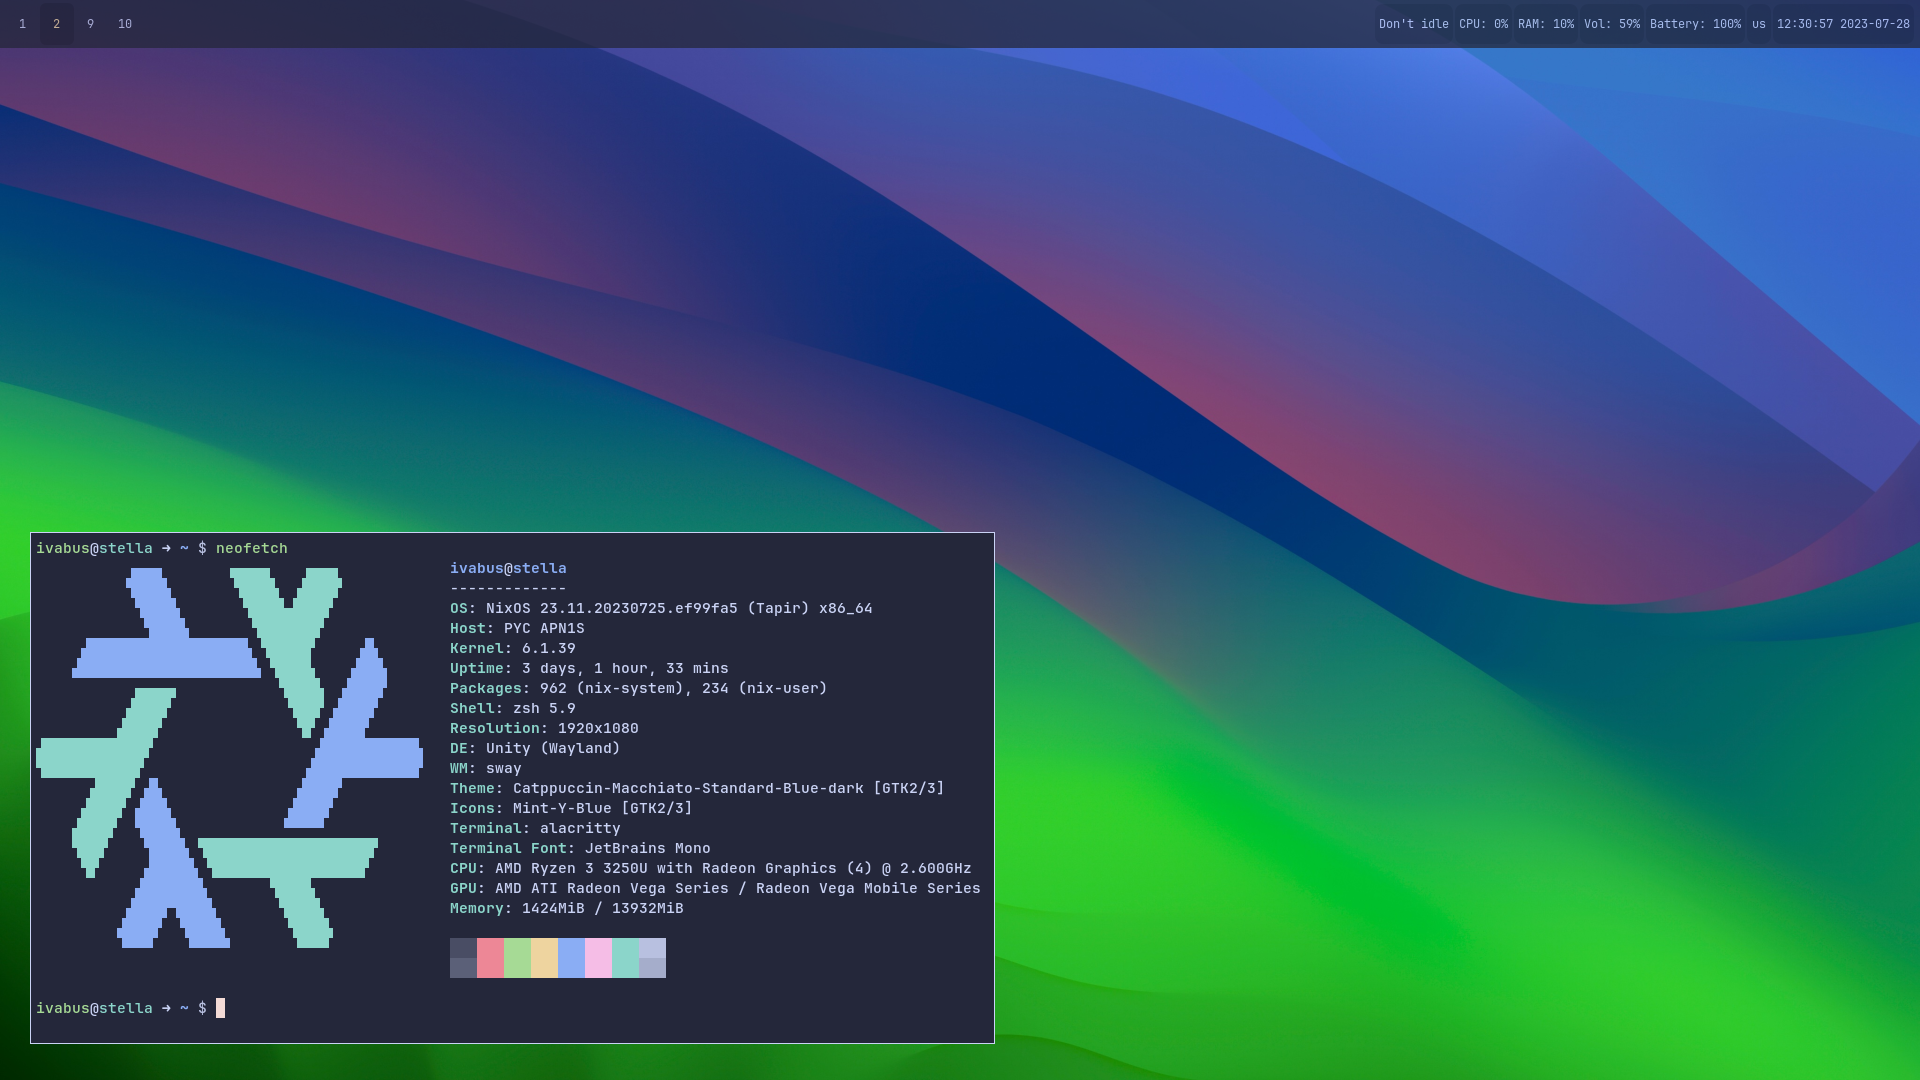 1 2 9 10 Don't idle CPU: 0% RAM: 10% Vol: 59% Battery: 100% us 12:30:57 2023-07-28
ivabus@stella ➜ ~ $ neofetch
ivabus@stella
-------------
OS: NixOS 23.11.20230725.ef99fa5 (Tapir) x86_64
Host: PYC APN1S
Kernel: 6.1.39
Uptime: 3 days, 1 hour, 33 mins
Packages: 962 (nix-system), 234 (nix-user)
Shell: zsh 5.9
Resolution: 1920x1080
DE: Unity (Wayland)
WM: sway
Theme: Catppuccin-Macchiato-Standard-Blue-dark [GTK2/3]
Icons: Mint-Y-Blue [GTK2/3]
Terminal: alacritty
Terminal Font: JetBrains Mono
CPU: AMD Ryzen 3 3250U with Radeon Graphics (4) @ 2.600GHz
GPU: AMD ATI Radeon Vega Series / Radeon Vega Mobile Series
Memory: 1424MiB / 13932MiB
ivabus@stella ➜ ~ $